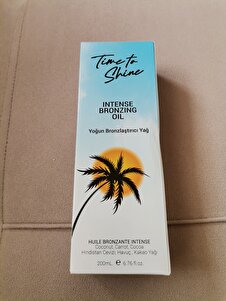 Time to
Shine
INTENSE
BRONZING
OIL
Yoğun Bronzlaştırıcı Yağ
HUILE BRONZANTE INTENSE
Coconut, Carrot, Cocoa
Hindistan Cevizi, Havuç, Kakao Yağı
200ml ℮ 6.76 fl.oz.